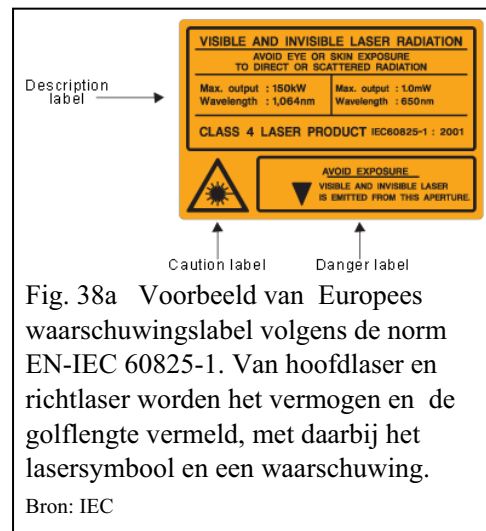 VISIBLE AND INVISIBLE LASER RADIATION
AVOID EYE OR SKIN EXPOSURE
TO DIRECT OR SCATTERED RADIATION
Max. output : 150kW
Wavelength : 1,064nm
Max. output : 1.0mW
Wavelength : 650nm
CLASS 4 LASER PRODUCT IEC60825-1 : 2001
AVOID EXPOSURE
VISIBLE AND INVISIBLE LASER
IS EMITTED FROM THIS APERTURE.
Description
label
Caution label
Danger label
Fig. 38a Voorbeeld van Europees
waarschuwingslabel volgens de norm
EN-IEC 60825-1. Van hoofdlaser en
richtlaser worden het vermogen en de
golflengte vermeld, met daarbij het
lasersymbool en een waarschuwing.
Bron: IEC